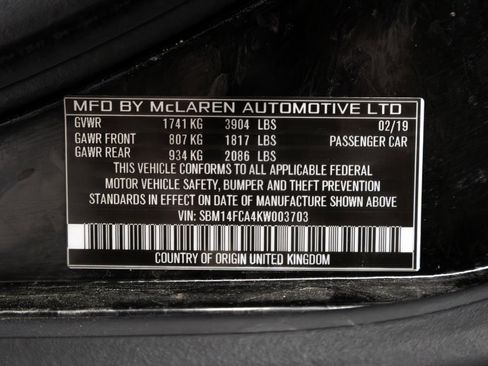 MFD BY McLAREN AUTOMOTIVE LTD
GVWR 1741 KG 3904 LBS 02/19
GAWR FRONT 807 KG 1817 LBS PASSENGER CAR
GAWR REAR 934 KG 2086 LBS
THIS VEHICLE CONFORMS TO ALL APPLICABLE FEDERAL
MOTOR VEHICLE SAFETY, BUMPER AND THEFT PREVENTION
STANDARDS IN EFFECT ON DATE OF MANUFACTURE SHOWN ABOVE
VIN: SBM14FCA4KW003703
COUNTRY OF ORIGIN UNITED KINGDOM